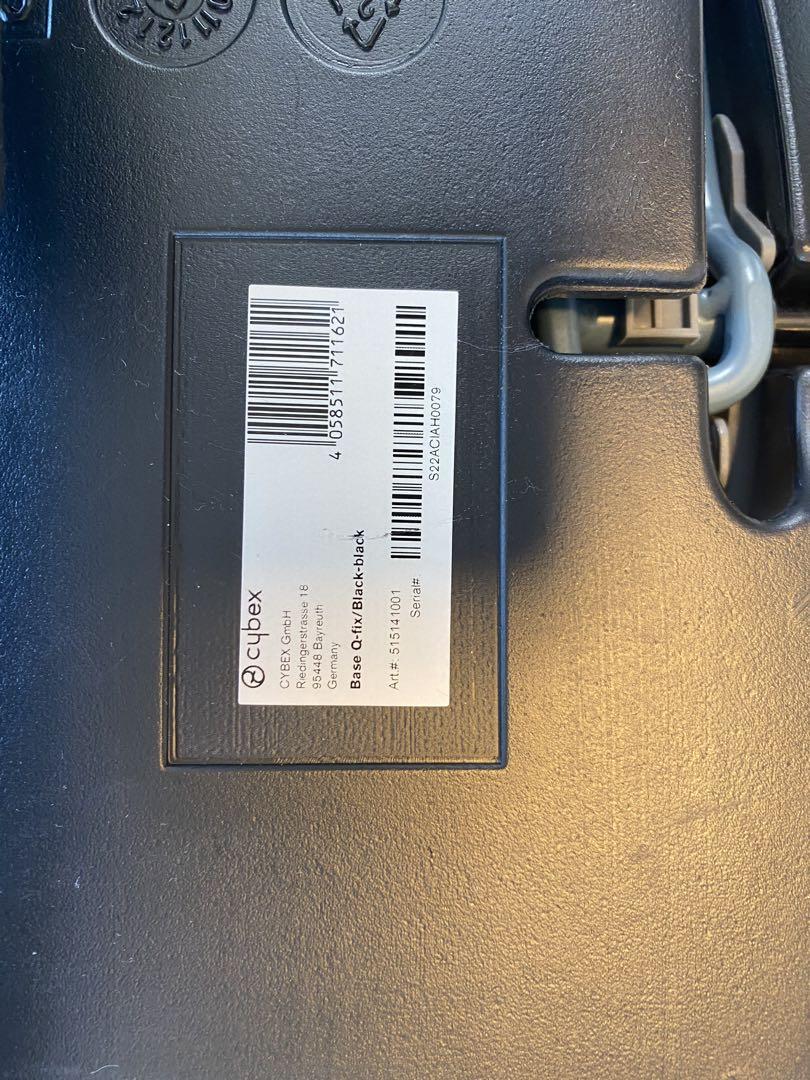 cybex
CYBEX GmbH
Riedingerstrasse 18
95448 Bayreuth
Germany
Base Q-fix/Black-black
Art.#: 515141001
Serial#:
4 058511 711621
S22ACIAH0079